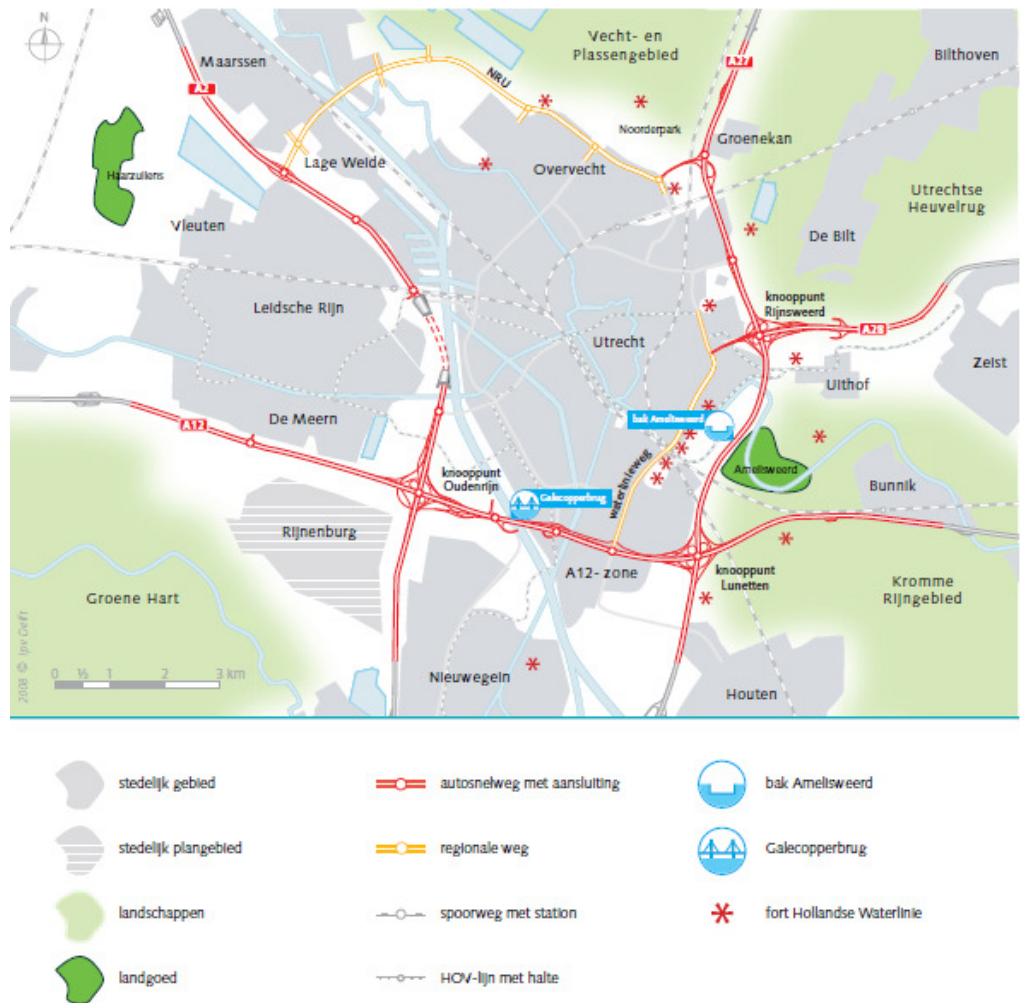 N
Vecht- en
Plassengebied
Bilthoven
Maarssen
A27
A2
NRU
Noorderpark
Groenekan
Lage Weide
Overvecht
Haarzuilens
Utrechtse
Heuvelrug
Vleuten
De Bilt
Leidsche Rijn
knooppunt
Rijnsweerd
A28
Utrecht
Zeist
Uithof
bak Amelisweerd
A12
De Meern
knooppunt
Oudenrijn
waterlinieweg
Amelisweerd
Bunnik
Galecopperbrug
Rijnenburg
A12-zone
knooppunt
Lunetten
Groene Hart
Kromme
Rijngebied
2008 © ipv Delft
0 ½ 1 2 3 km
Nieuwegein
Houten
stedelijk gebied
autosnelweg met aansluiting
bak Amelisweerd
stedelijk plangebied
regionale weg
Galecopperbrug
landschappen
spoorweg met station
fort Hollandse Waterlinie
landgoed
HOV-lijn met halte